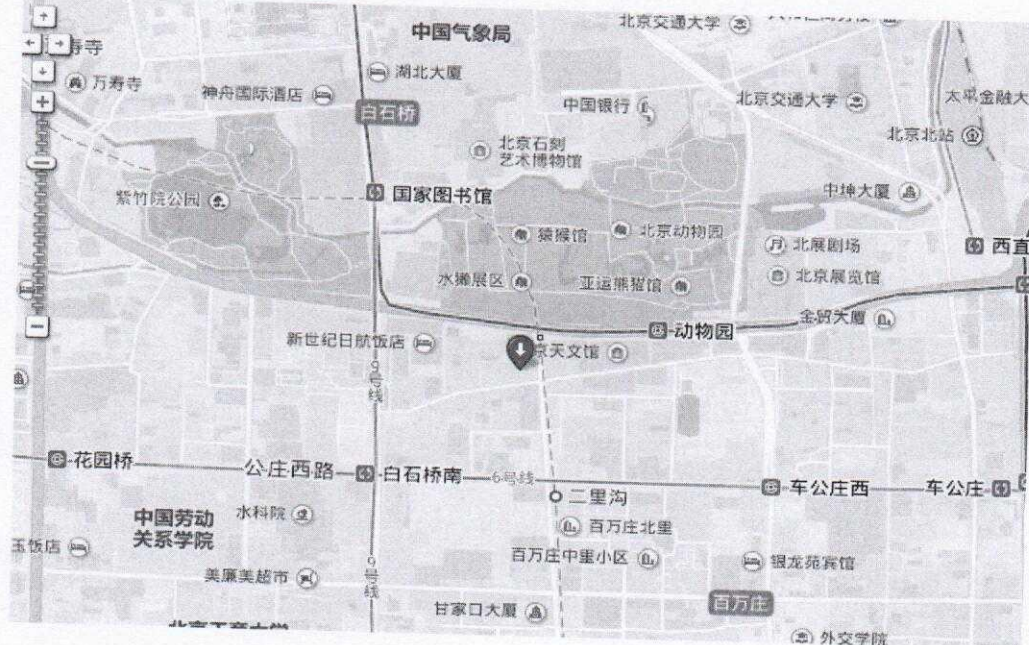 中国气象局
北京交通大学
寿寺
万寿寺
湖北大厦
神舟国际酒店
白石桥
中国银行
北京交通大学
太平金融大
北京石刻
艺术博物馆
北京北站
紫竹院公园
国家图书馆
中坤大厦
猿猴馆
北京动物园
北展剧场
西直
水獭展区
亚运熊猫馆
北京展览馆
金贸大厦
动物园
新世纪日航饭店
京天文馆
9号线
花园桥
公庄西路
白石桥南
6号线
二里沟
车公庄西
车公庄
中国劳动
关系学院
水科院
百万庄北里
玉饭店
9号线
百万庄中里小区
银龙苑宾馆
美廉美超市
甘家口大厦
百万庄
外交学院